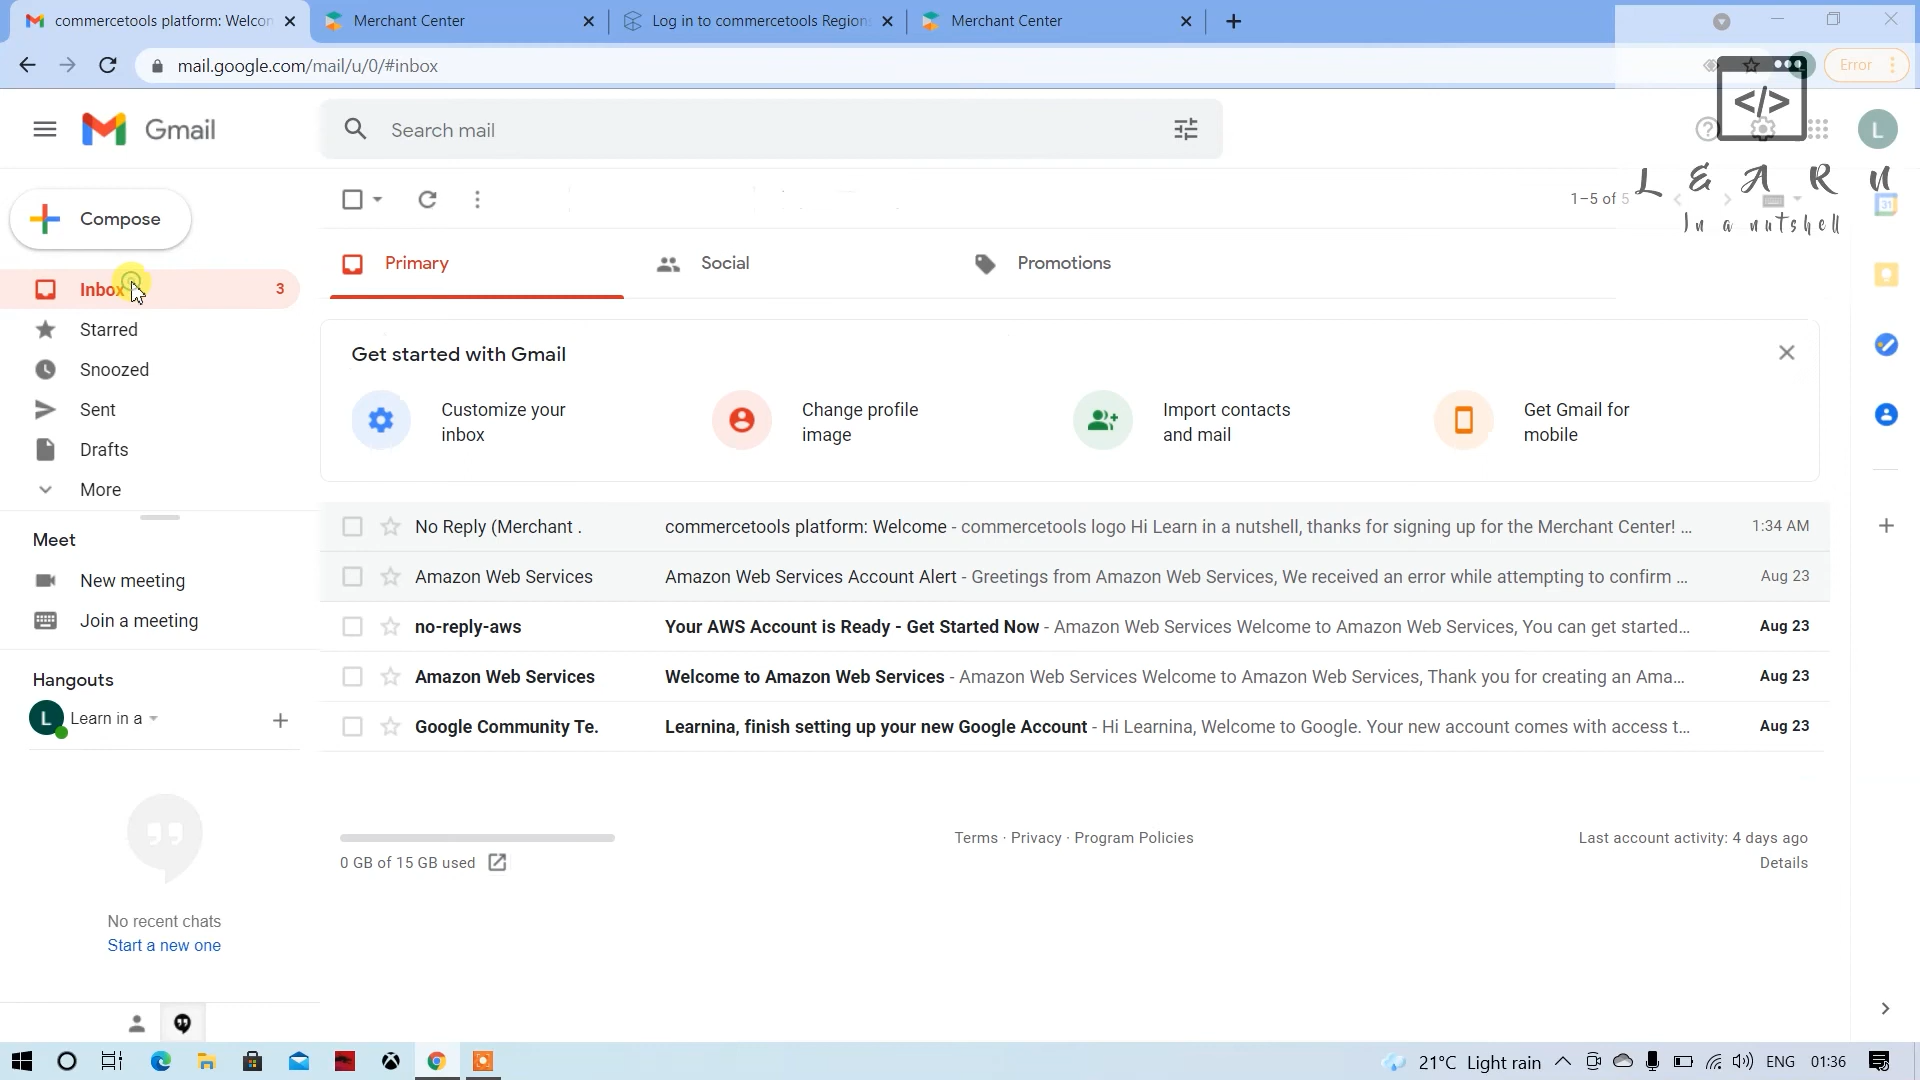 commercetools platform: Welcon
Merchant Center
Log in to commercetools Region
Merchant Center
mail.google.com/mail/u/0/#inbox
Error
Gmail
Search mail
L
</>
L E A R N
In a nutshell
Compose
1–5 of 5
31
Inbox 3
Primary
Social
Promotions
Starred
Snoozed
Sent
Drafts
More
Get started with Gmail
Customize your
inbox
Change profile
image
Import contacts
and mail
Get Gmail for
mobile
No Reply (Merchant . commercetools platform: Welcome - commercetools logo Hi Learn in a nutshell, thanks for signing up for the Merchant Center! ... 1:34 AM
Amazon Web Services Amazon Web Services Account Alert - Greetings from Amazon Web Services, We received an error while attempting to confirm ... Aug 23
no-reply-aws Your AWS Account is Ready - Get Started Now - Amazon Web Services Welcome to Amazon Web Services, You can get started... Aug 23
Amazon Web Services Welcome to Amazon Web Services - Amazon Web Services Welcome to Amazon Web Services, Thank you for creating an Ama... Aug 23
Google Community Te. Learnina, finish setting up your new Google Account - Hi Learnina, Welcome to Google. Your new account comes with access t... Aug 23
Meet
New meeting
Join a meeting
Hangouts
L Learn in a
No recent chats
Start a new one
0 GB of 15 GB used
Terms · Privacy · Program Policies
Last account activity: 4 days ago
Details
21°C Light rain
ENG
01:36